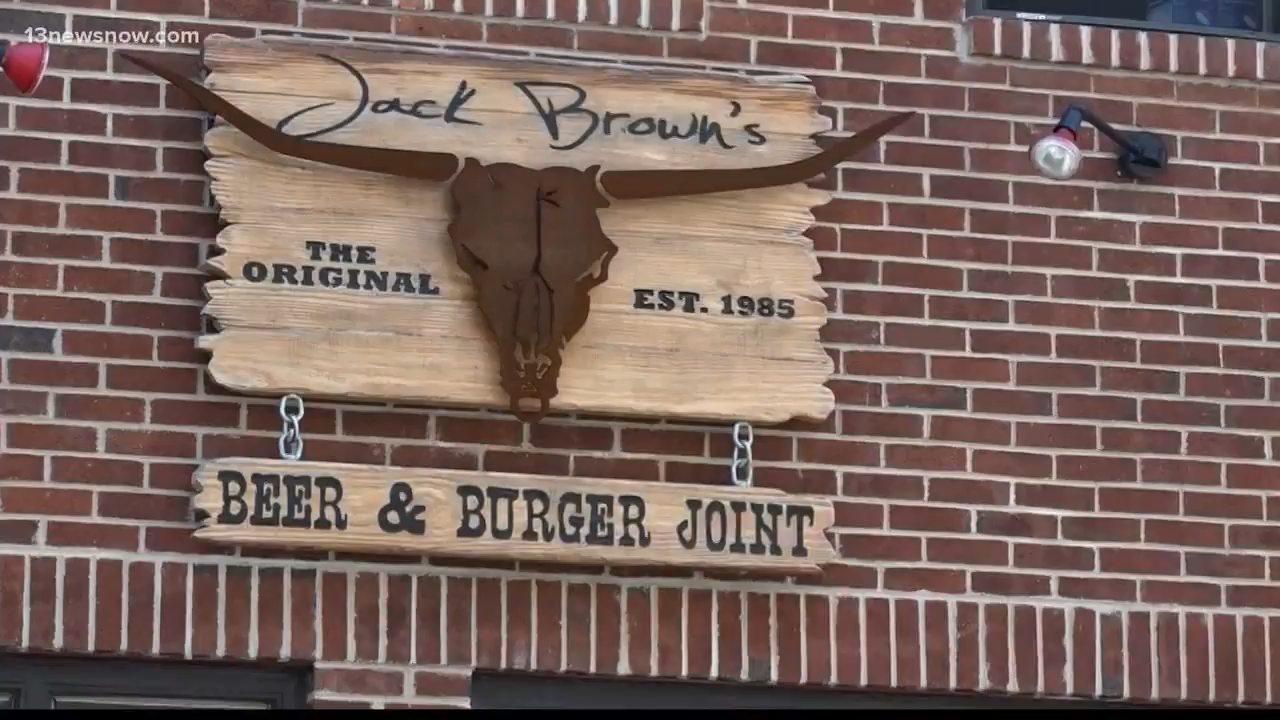 13newsnow.com
Jack Brown's
THE
ORIGINAL
EST. 1985
BEER & BURGER JOINT